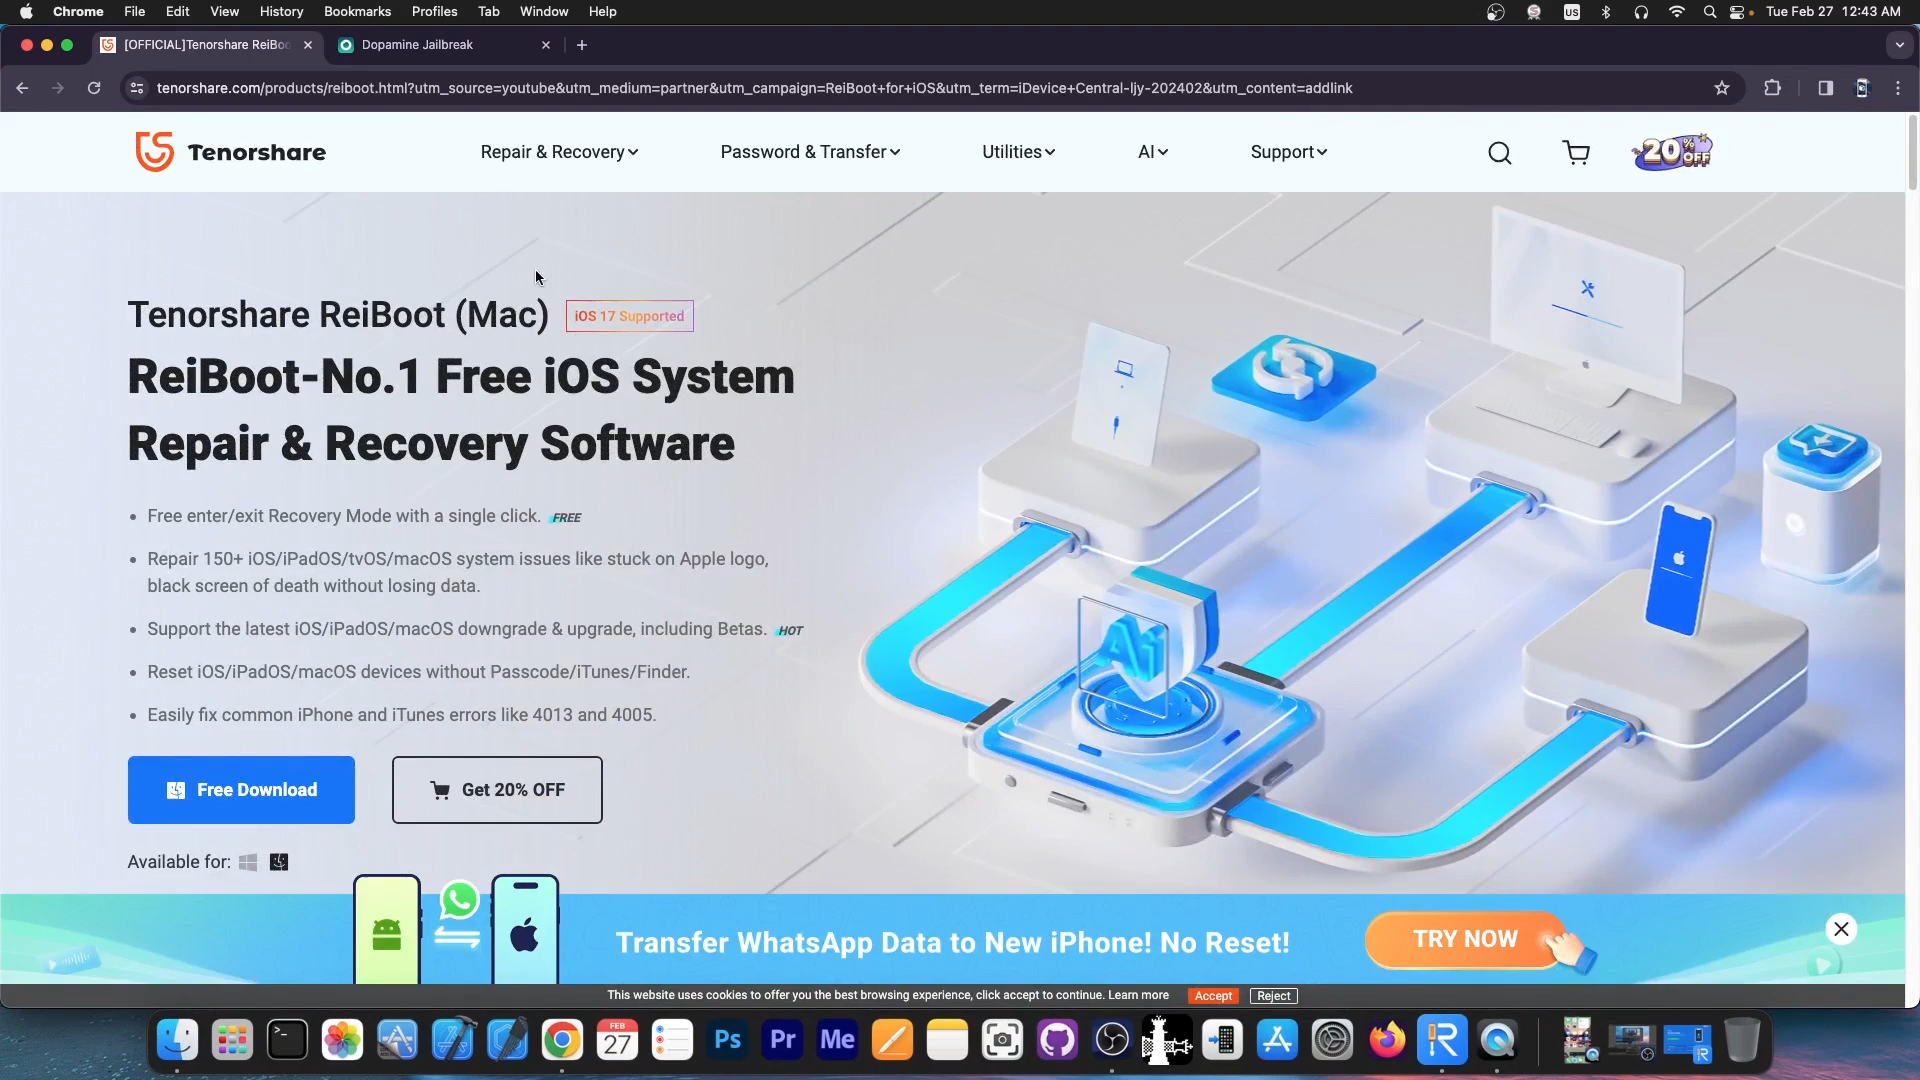 Chrome File Edit View History Bookmarks Profiles Tab Window Help US Tue Feb 27 12:43 AM
[OFFICIAL]Tenorshare ReiBoo Dopamine Jailbreak
tenorshare.com/products/reiboot.html?utm_source=youtube&utm_medium=partner&utm_campaign=ReiBoot+for+iOS&utm_term=iDevice+Central-ljy-202402&utm_content=addlink
Tenorshare Repair & Recovery Password & Transfer Utilities AI Support 20% OFF
Tenorshare ReiBoot (Mac) iOS 17 Supported
ReiBoot-No.1 Free iOS System
Repair & Recovery Software
Free enter/exit Recovery Mode with a single click. FREE
Repair 150+ iOS/iPadOS/tvOS/macOS system issues like stuck on Apple logo,
black screen of death without losing data.
Support the latest iOS/iPadOS/macOS downgrade & upgrade, including Betas. HOT
Reset iOS/iPadOS/macOS devices without Passcode/iTunes/Finder.
Easily fix common iPhone and iTunes errors like 4013 and 4005.
Free Download Get 20% OFF
Available for:
AI
Transfer WhatsApp Data to New iPhone! No Reset! TRY NOW
This website uses cookies to offer you the best browsing experience, click accept to continue. Learn more Accept Reject
FEB
27 Ps Pr Me R